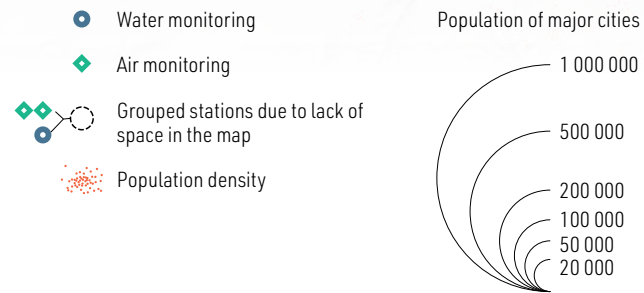 Water monitoring
Air monitoring
Grouped stations due to lack of
space in the map
Population density
Population of major cities
1 000 000
500 000
200 000
100 000
50 000
20 000